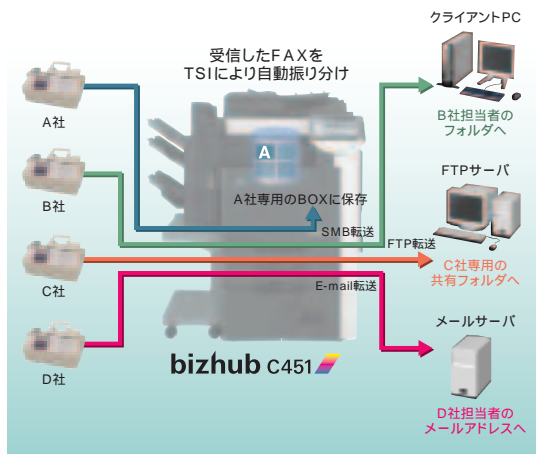 クライアントPC
受信したFAXを
TSIにより自動振り分け
A社
B社担当者の
フォルダへ
A
FTPサーバ
B社
A社専用のBOXに保存
SMB転送
FTP転送
C社
C社専用の
共有フォルダへ
E-mail転送
メールサーバ
D社
bizhub C451
D社担当者の
メールアドレスへ